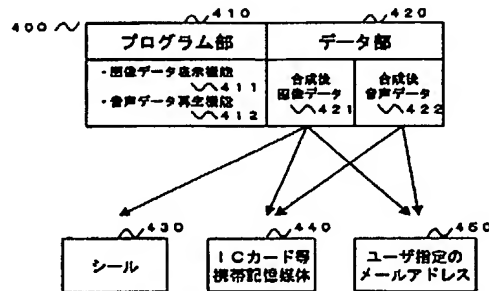 410
420
400
プログラム部
データ部
・画像データ表示機能
411
・音声データ再生機能
412
合成後
画像データ
421
合成後
音声データ
422
430
440
450
シール
ICカード等
携帯記憶媒体
ユーザ指定の
メールアドレス